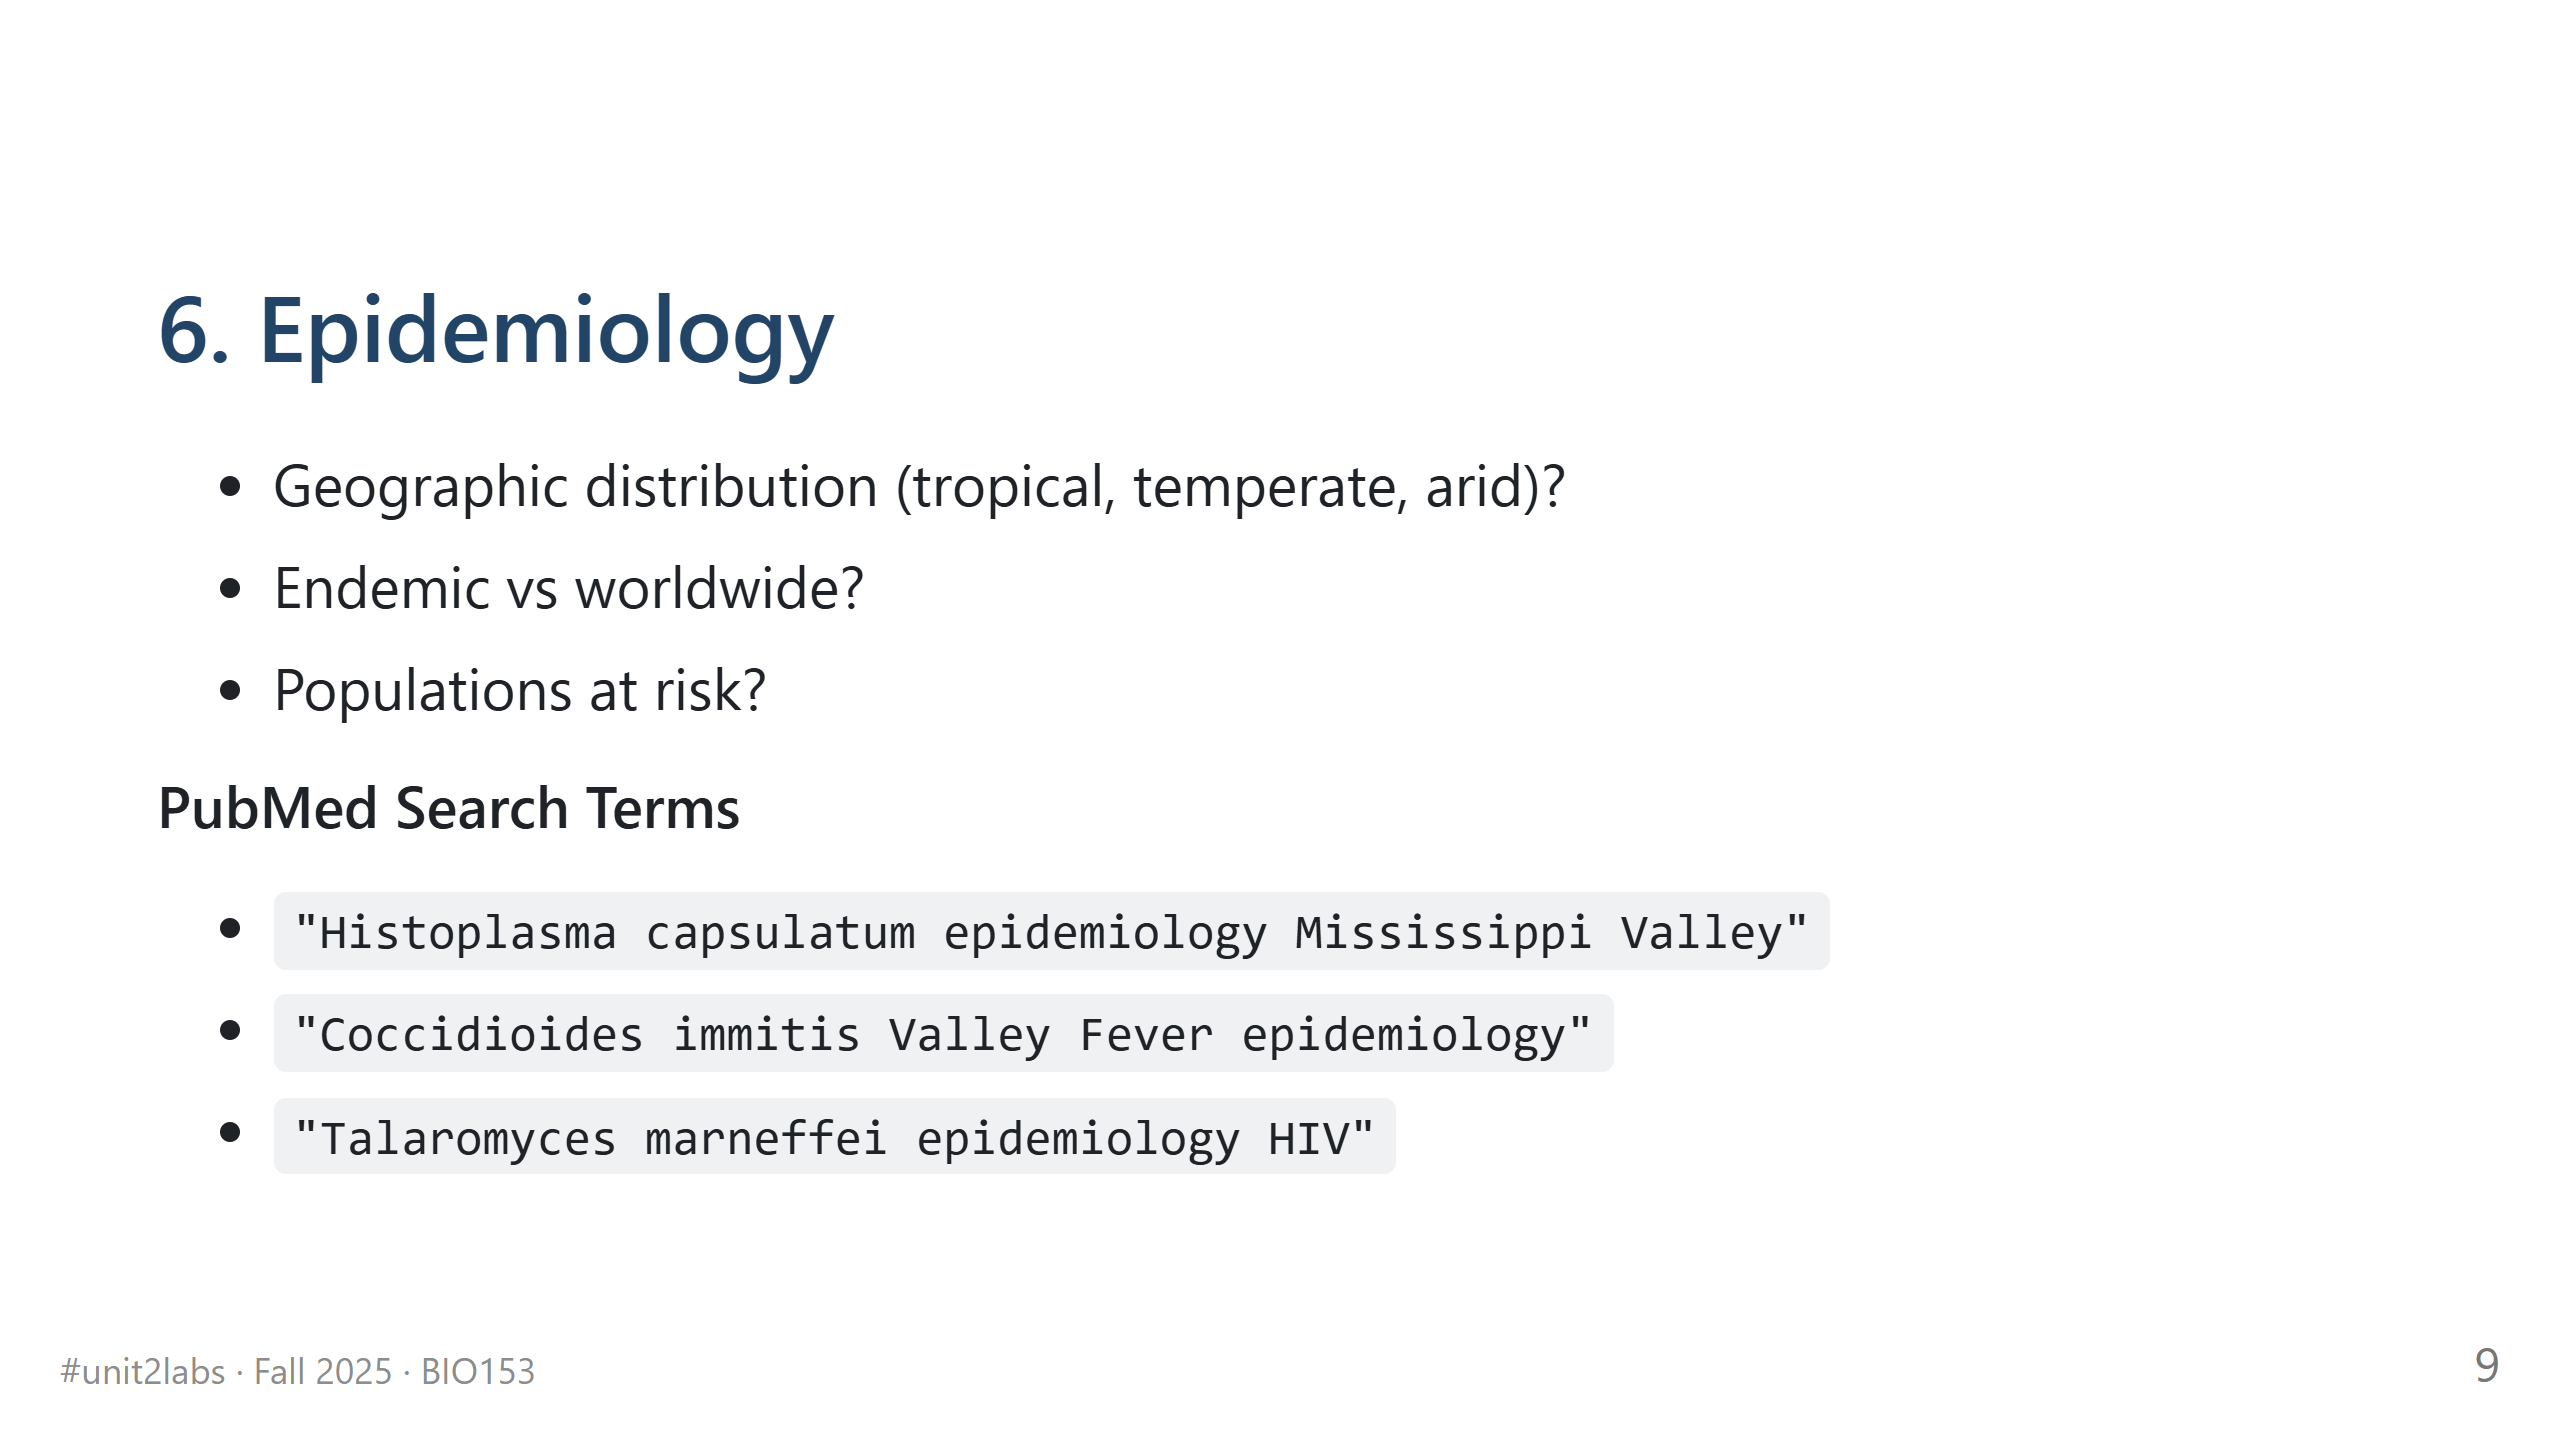 6. Epidemiology
• Geographic distribution (tropical, temperate, arid)?
• Endemic vs worldwide?
• Populations at risk?
PubMed Search Terms
• "Histoplasma capsulatum epidemiology Mississippi Valley"
• "Coccidioides immitis Valley Fever epidemiology"
• "Talaromyces marneffei epidemiology HIV"
#unit2labs · Fall 2025 · BIO153
9